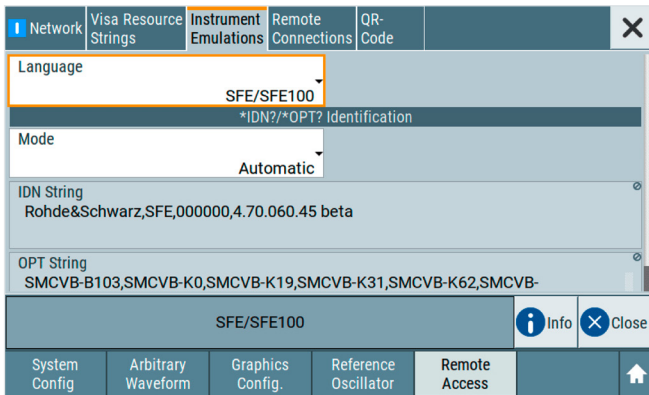 Network
Visa Resource Strings
Instrument Emulations
Remote Connections
QR-Code
Language
SFE/SFE100
*IDN?/*OPT? Identification
Mode
Automatic
IDN String
Rohde&Schwarz,SFE,000000,4.70.060.45 beta
OPT String
SMCVB-B103,SMCVB-K0,SMCVB-K19,SMCVB-K31,SMCVB-K62,SMCVB-
SFE/SFE100
Info
Close
System Config
Arbitrary Waveform
Graphics Config.
Reference Oscillator
Remote Access